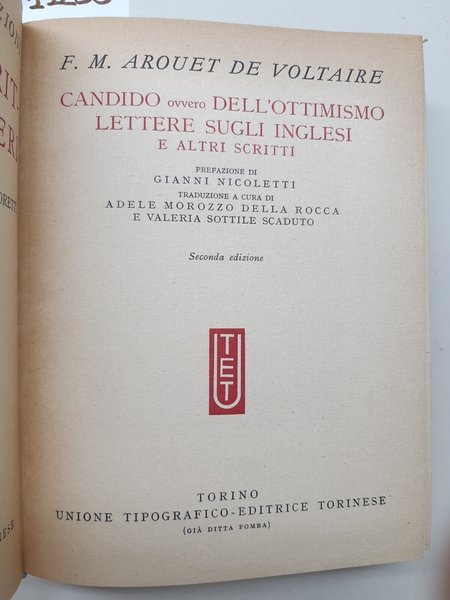 F. M. AROUET DE VOLTAIRE
CANDIDO ovvero DELL'OTTIMISMO
LETTERE SUGLI INGLESI
E ALTRI SCRITTI
PREFAZIONE DI
GIANNI NICOLETTI
TRADUZIONE A CURA DI
ADELE MOROZZO DELLA ROCCA
E VALERIA SOTTILE SCADUTO
Seconda edizione
UTET
TORINO
UNIONE TIPOGRAFICO-EDITRICE TORINESE
(GIÀ DITTA POMBA)